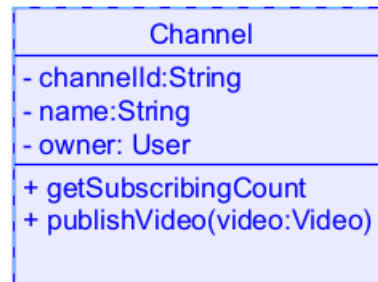 Channel
- channelId:String
- name:String
- owner: User
+ getSubscribingCount
+ publishVideo(video:Video)